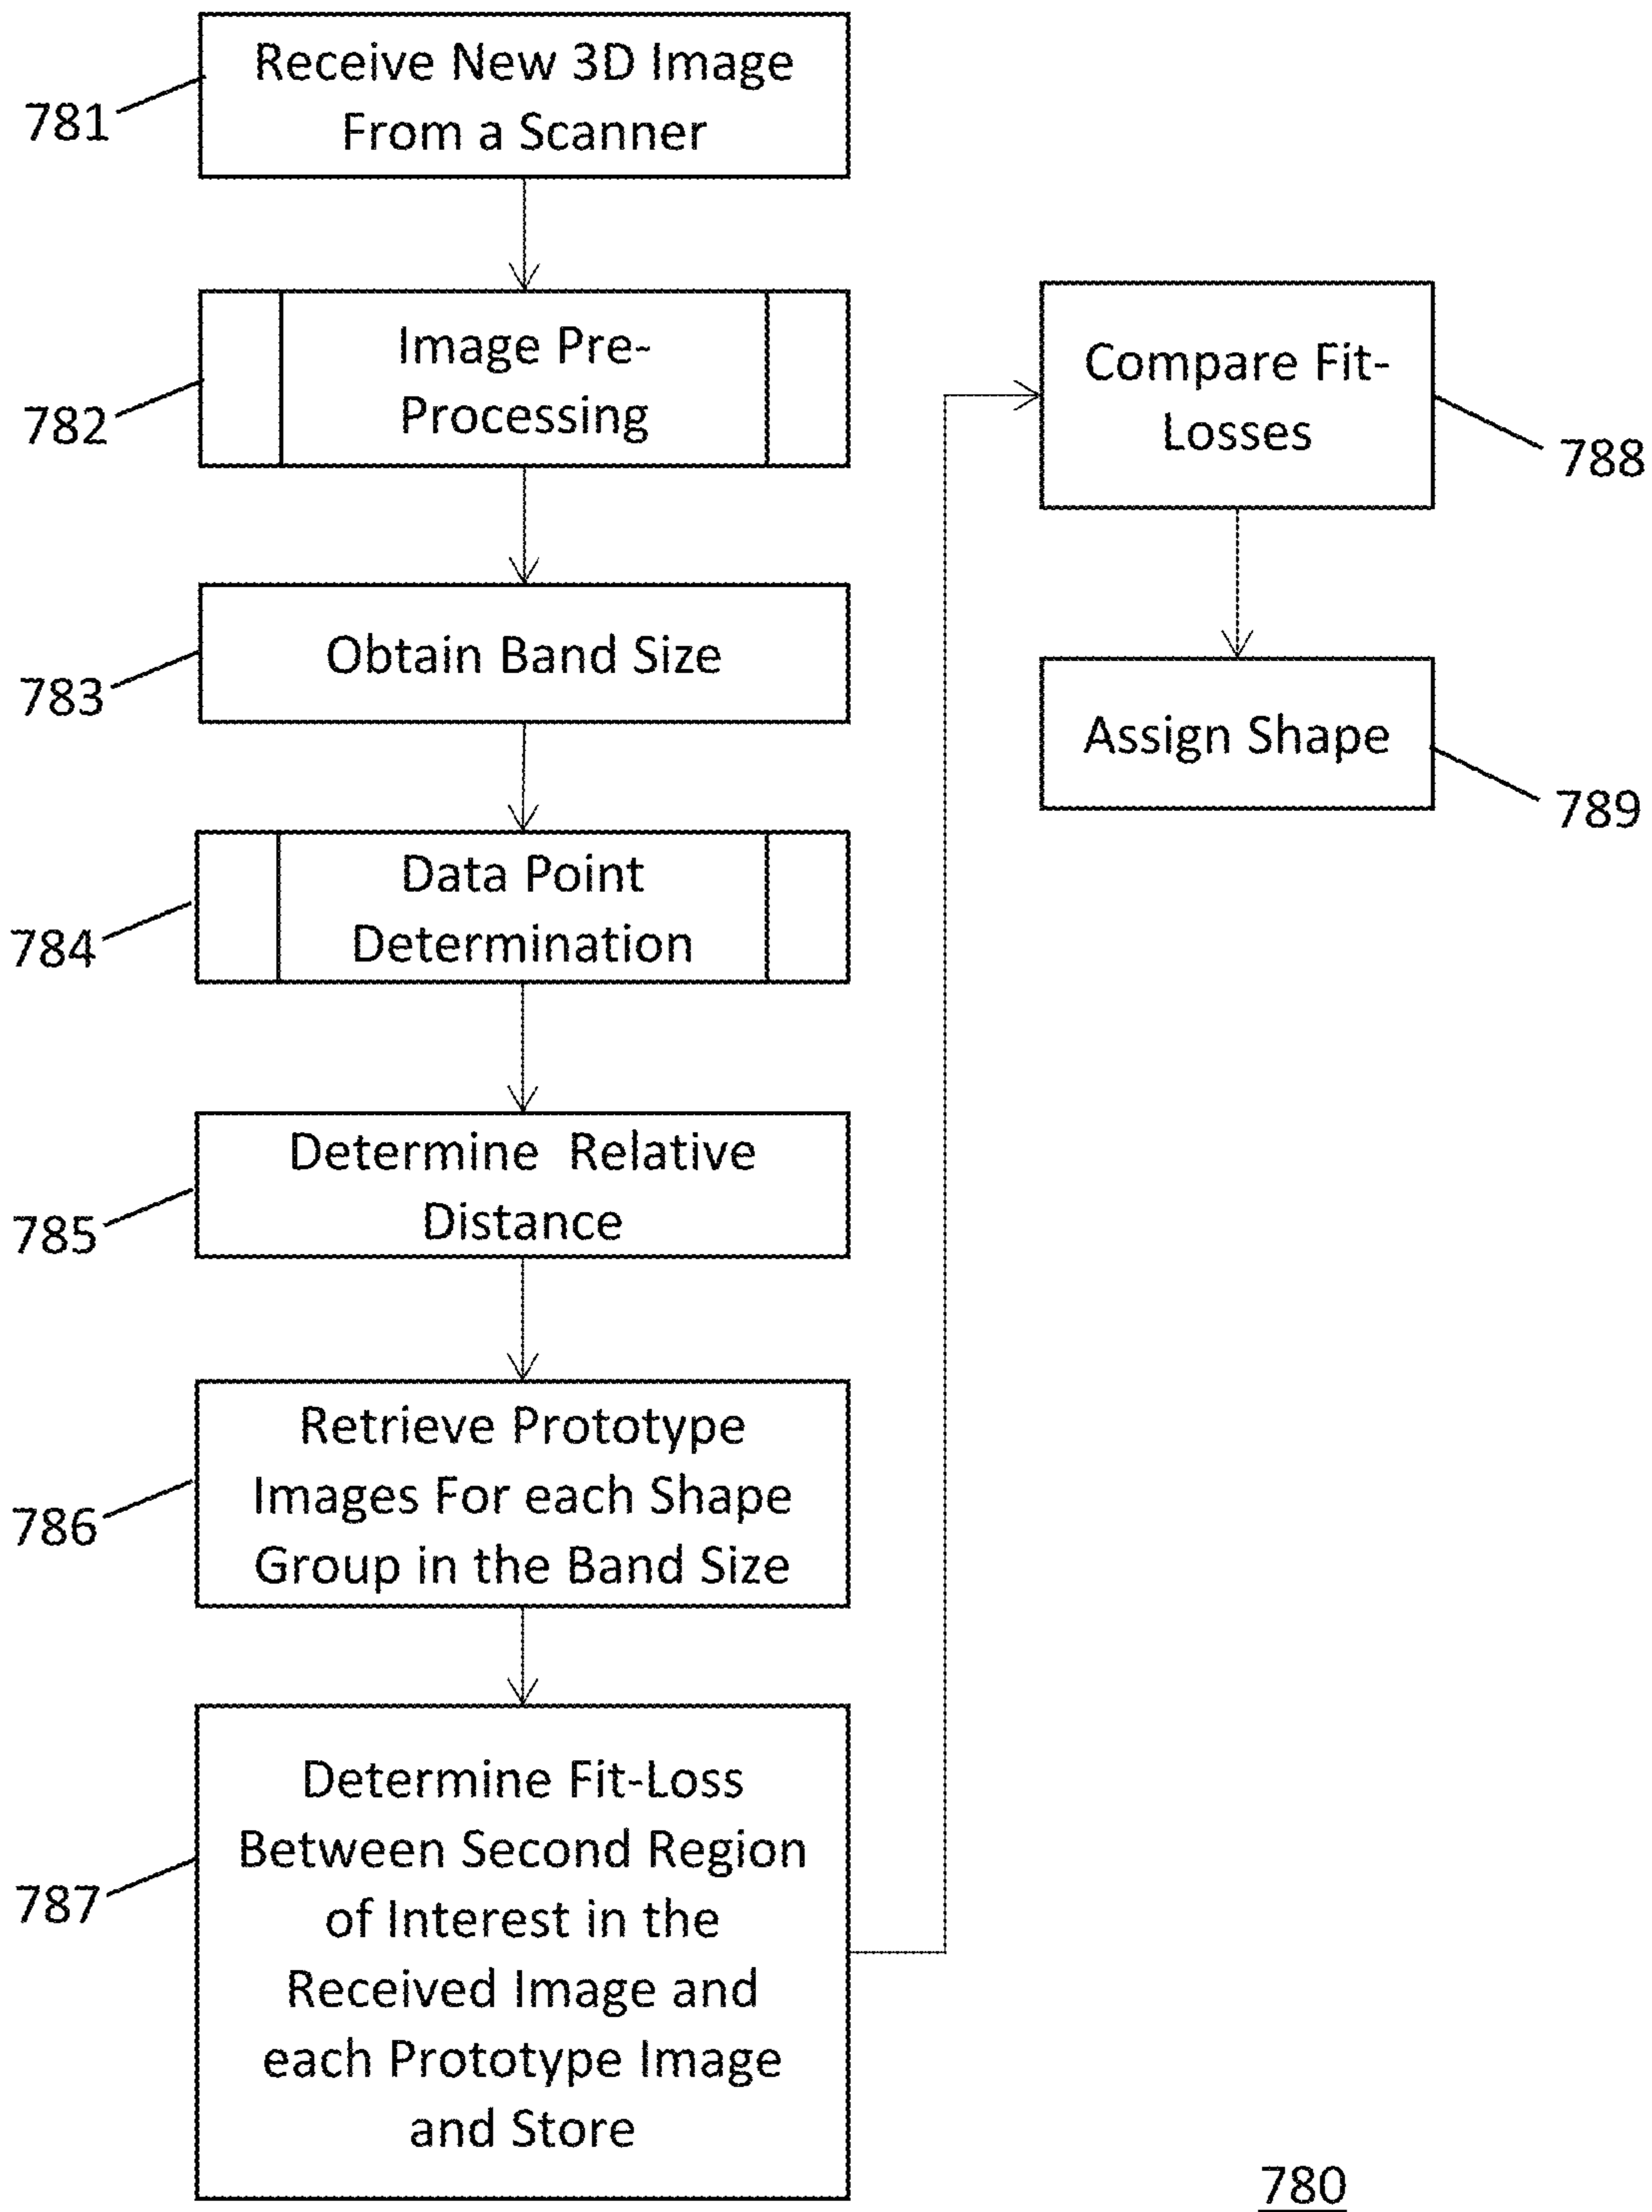 Receive New 3D Image
From a Scanner
781
Image Pre-
Processing
782
Obtain Band Size
783
Data Point
Determination
784
Determine Relative
Distance
785
Retrieve Prototype
Images For each Shape
Group in the Band Size
786
Determine Fit-Loss
Between Second Region
of Interest in the
Received Image and
each Prototype Image
and Store
787
Compare Fit-
Losses
788
Assign Shape
789
780